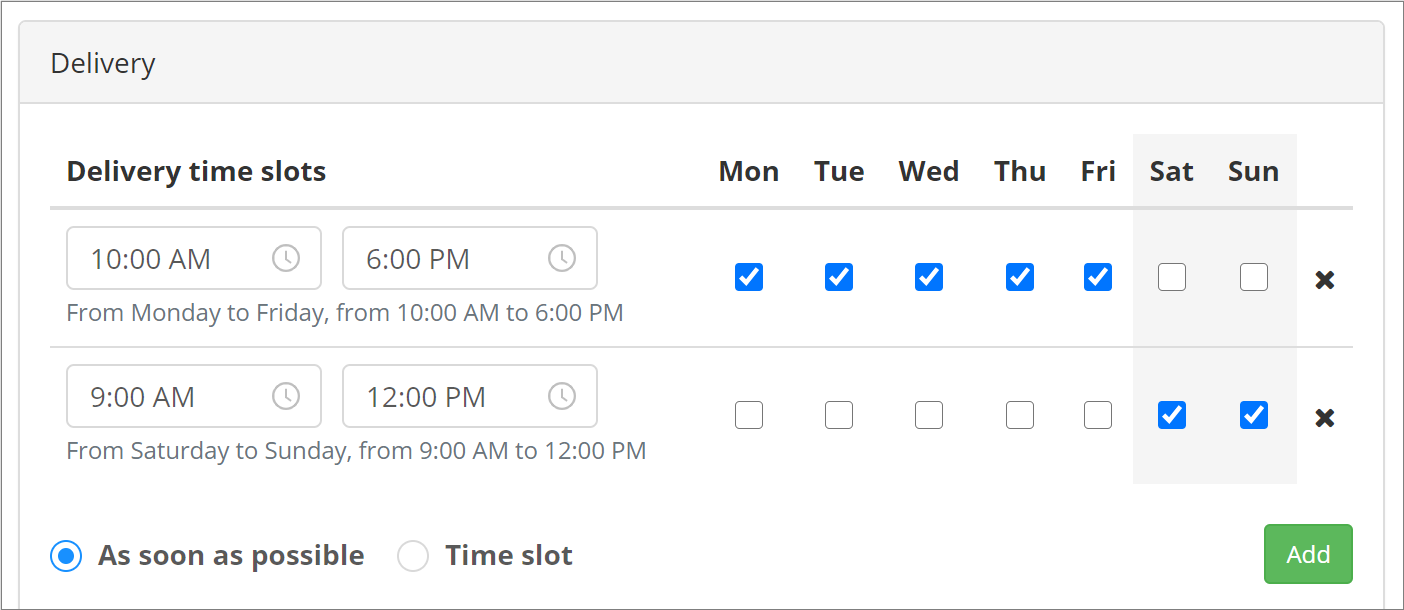 Delivery
Delivery time slots Mon Tue Wed Thu Fri Sat Sun
10:00 AM 6:00 PM
From Monday to Friday, from 10:00 AM to 6:00 PM
9:00 AM 12:00 PM
From Saturday to Sunday, from 9:00 AM to 12:00 PM
As soon as possible Time slot Add